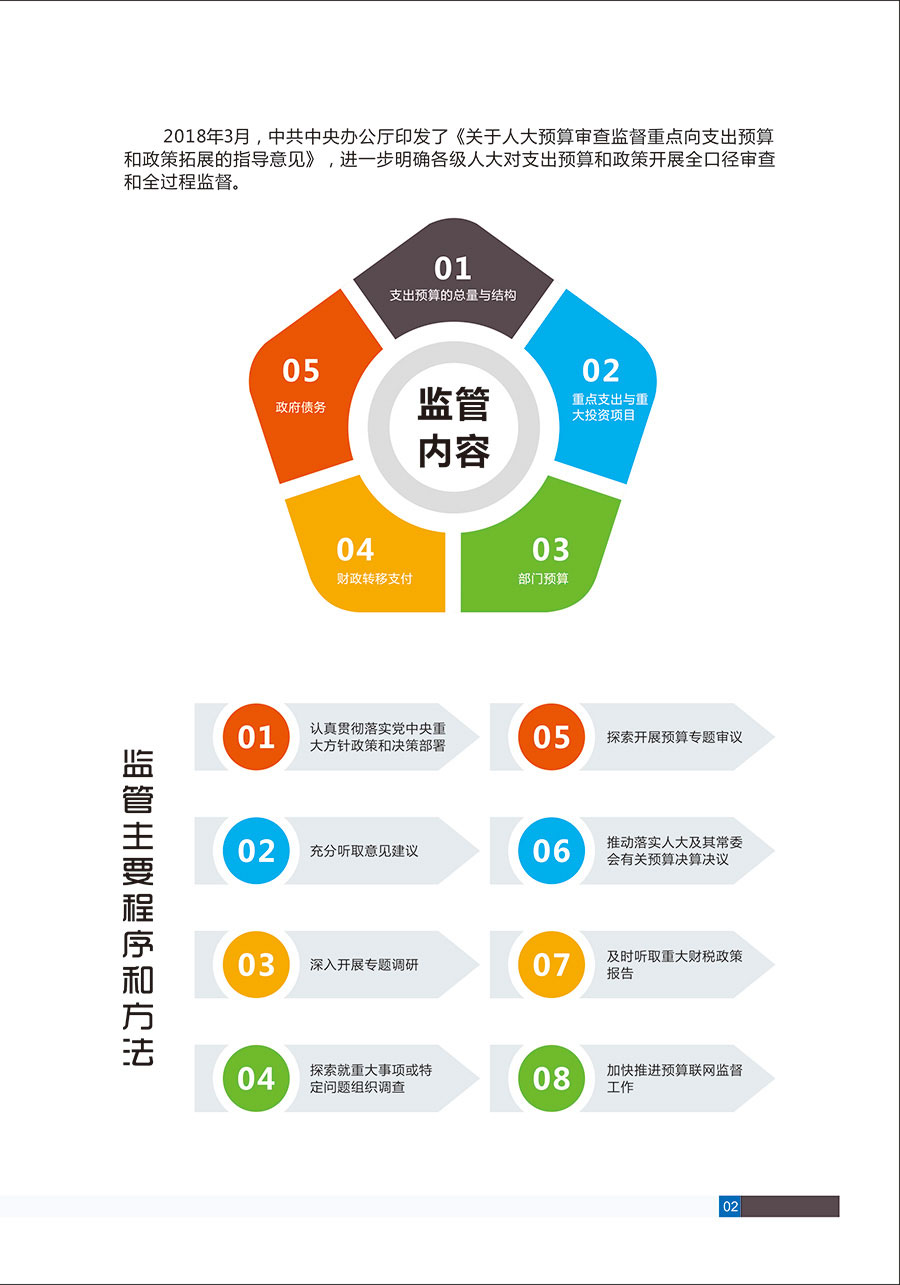 2018年3月，中共中央办公厅印发了《关于人大预算审查监督重点向支出预算
和政策拓展的指导意见》，进一步明确各级人大对支出预算和政策开展全口径审查
和全过程监督。
01
支出预算的总量与结构
02
重点支出与重
大投资项目
03
部门预算
04
财政转移支付
05
政府债务
监管
内容
监管主要程序和方法
01
认真贯彻落实党中央重
大方针政策和决策部署
02
充分听取意见建议
03
深入开展专题调研
04
探索就重大事项或特
定问题组织调查
05
探索开展预算专题审议
06
推动落实人大及其常委
会有关预算决算决议
07
及时听取重大财税政策
报告
08
加快推进预算联网监督
工作
02